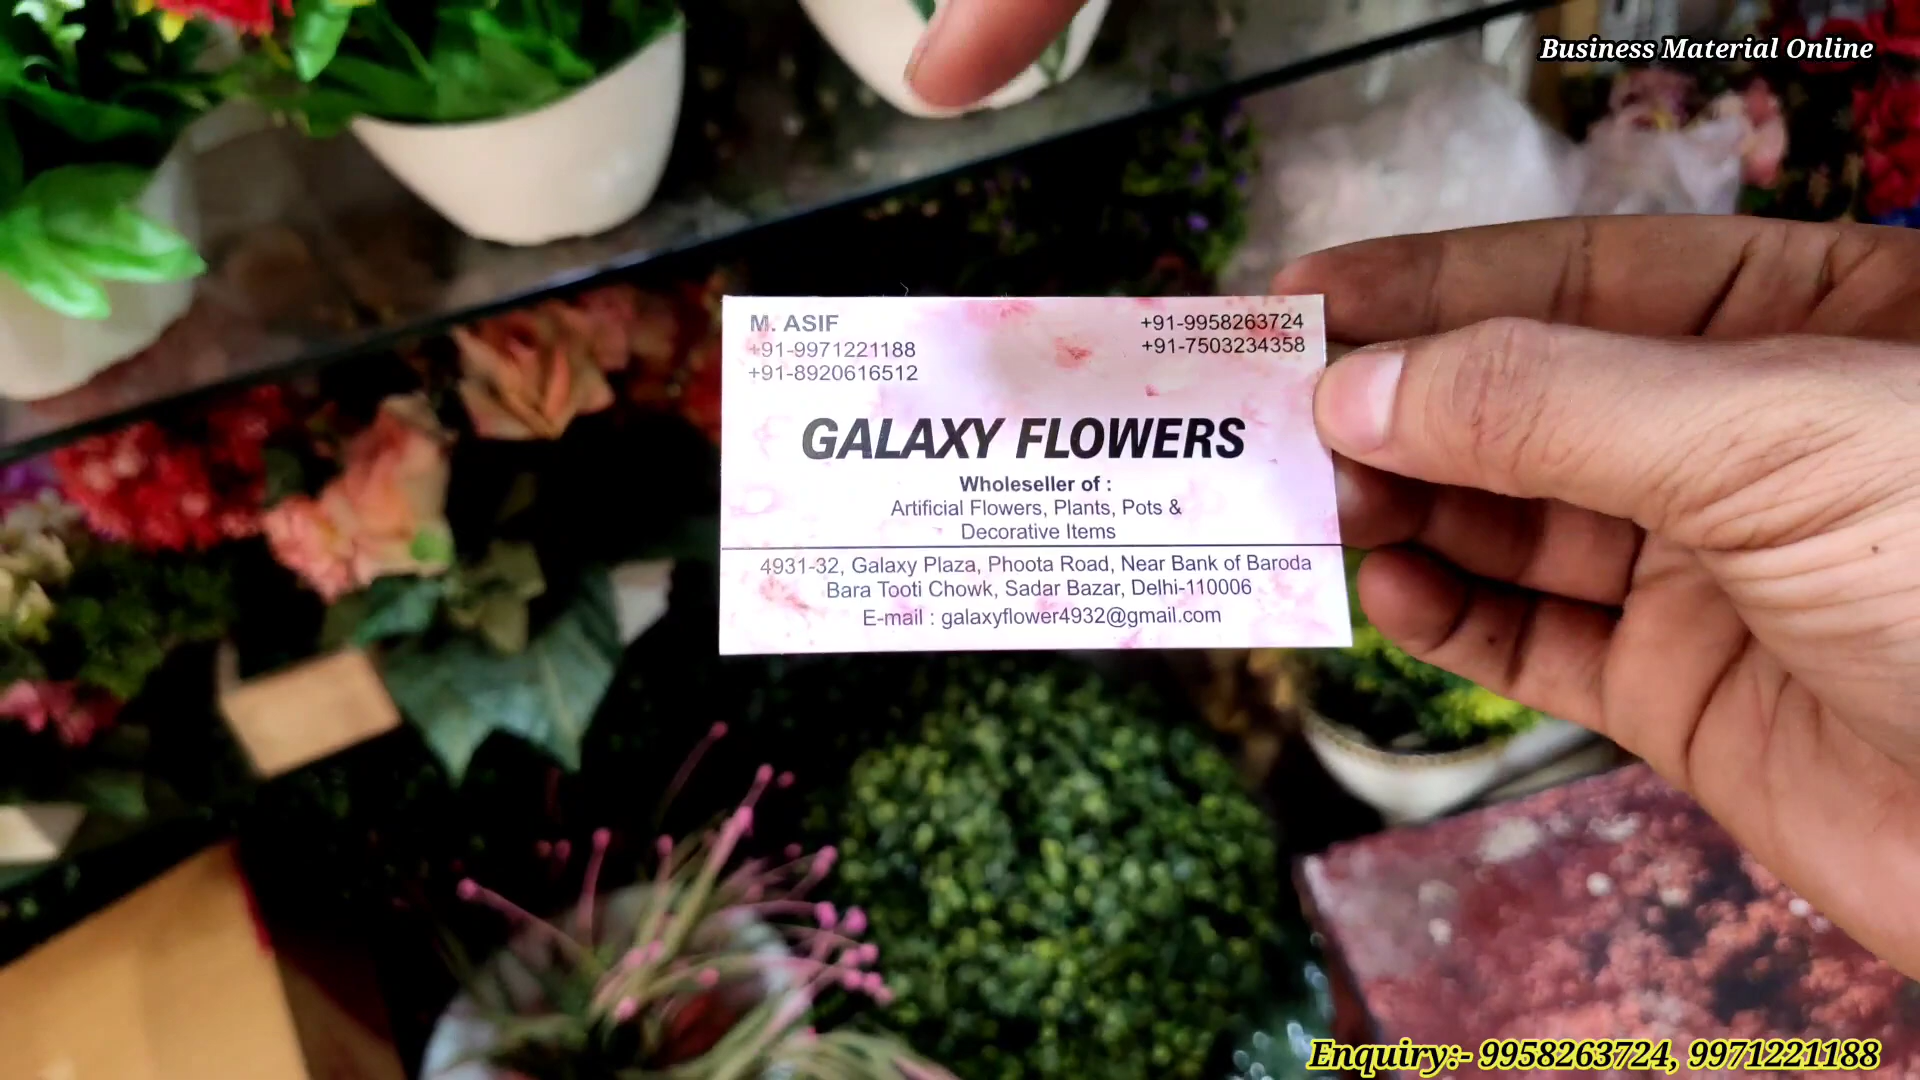 Business Material Online
M. ASIF
+91-9971221188
+91-8920616512
+91-9958263724
+91-7503234358
GALAXY FLOWERS
Wholeseller of :
Artificial Flowers, Plants, Pots &
Decorative Items
4931-32, Galaxy Plaza, Phoota Road, Near Bank of Baroda
Bara Tooti Chowk, Sadar Bazar, Delhi-110006
E-mail : galaxyflower4932@gmail.com
Enquiry:- 9958263724, 9971221188